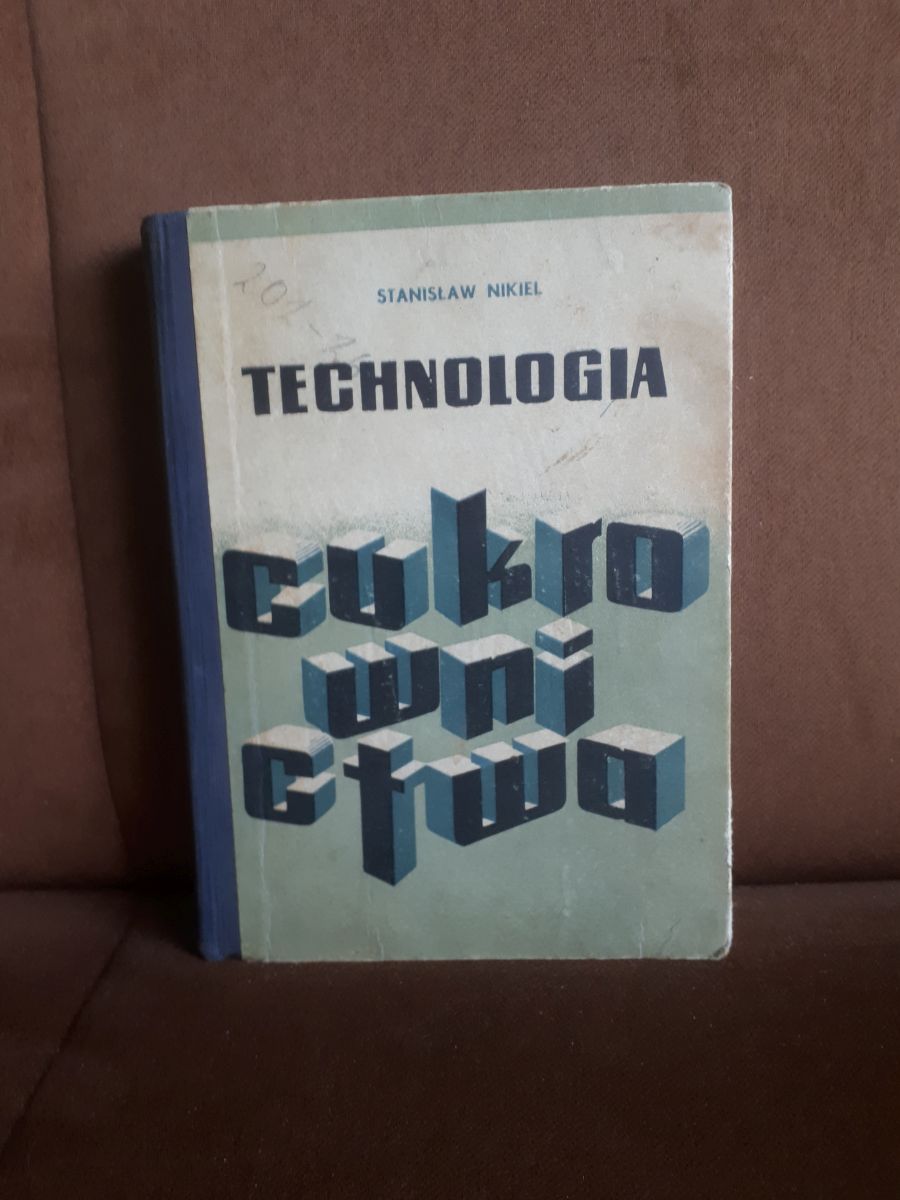 STANISŁAW NIKIEL
TECHNOLOGIA
cukro
wni
ctwa